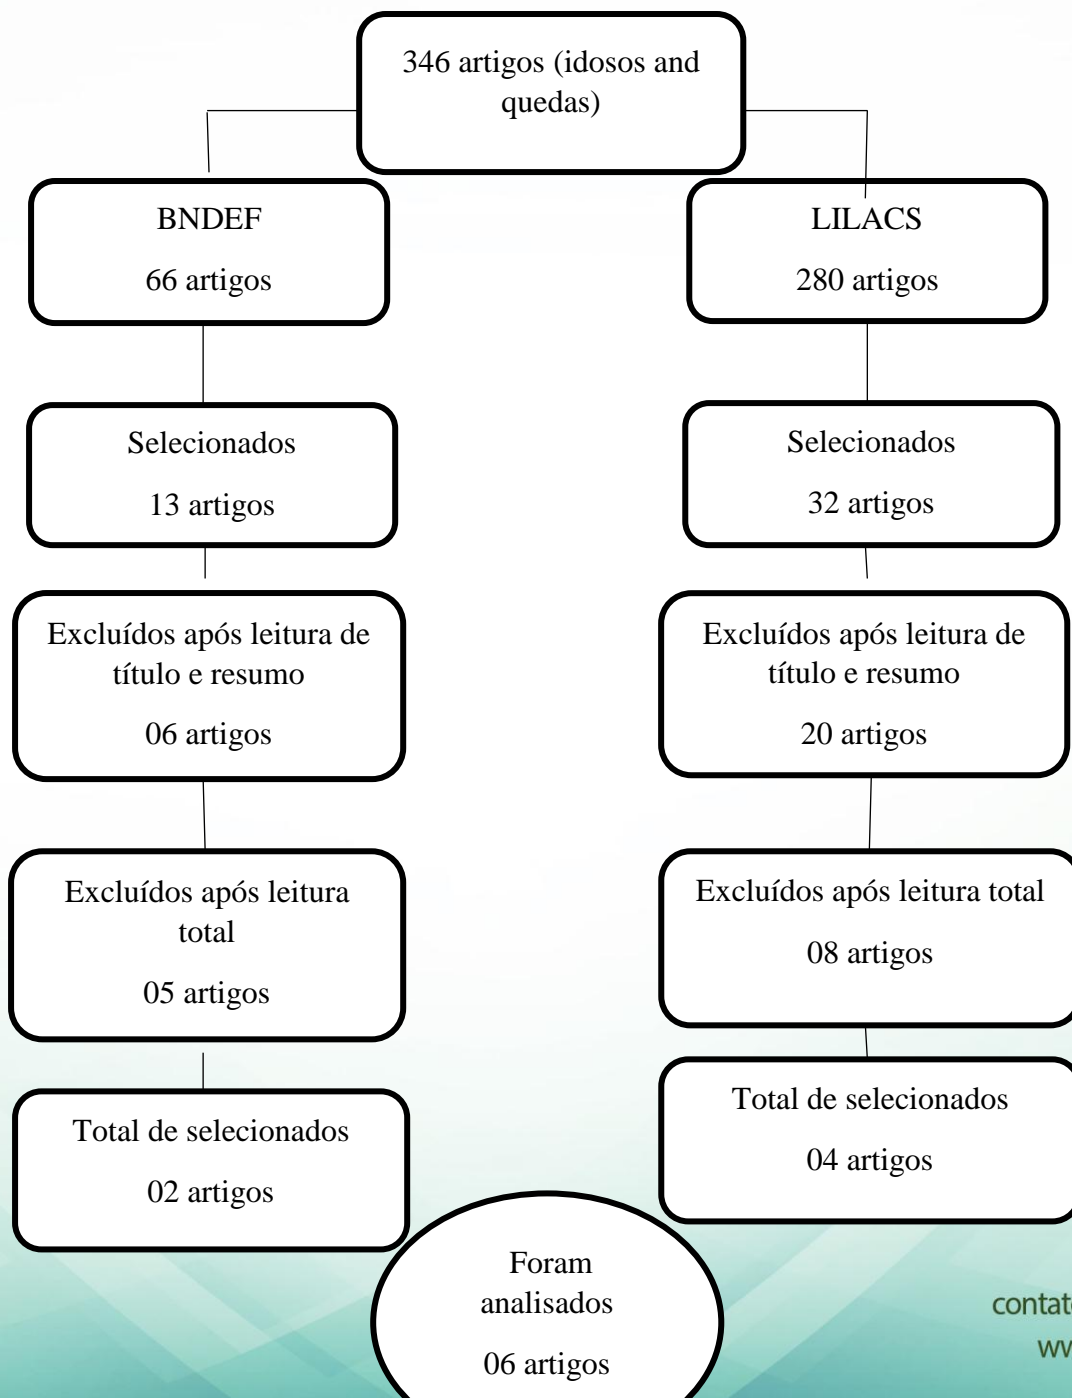 346 artigos (idosos and
quedas)
BNDEF
66 artigos
LILACS
280 artigos
Selecionados
13 artigos
Selecionados
32 artigos
Excluídos após leitura de
título e resumo
06 artigos
Excluídos após leitura de
título e resumo
20 artigos
Excluídos após leitura
total
05 artigos
Excluídos após leitura total
08 artigos
Total de selecionados
02 artigos
Total de selecionados
04 artigos
Foram
analisados
06 artigos